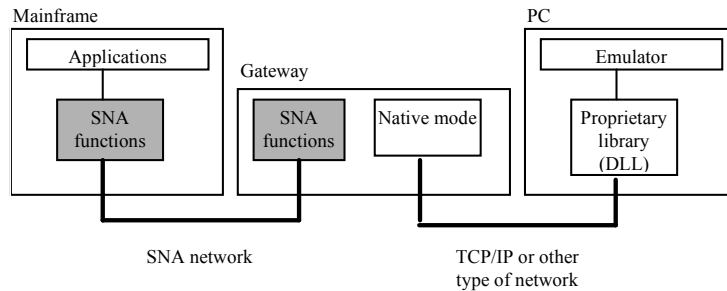 Mainframe
Applications
SNA
functions
Gateway
SNA
functions
Native mode
PC
Emulator
Proprietary
library
(DLL)
SNA network
TCP/IP or other
type of network